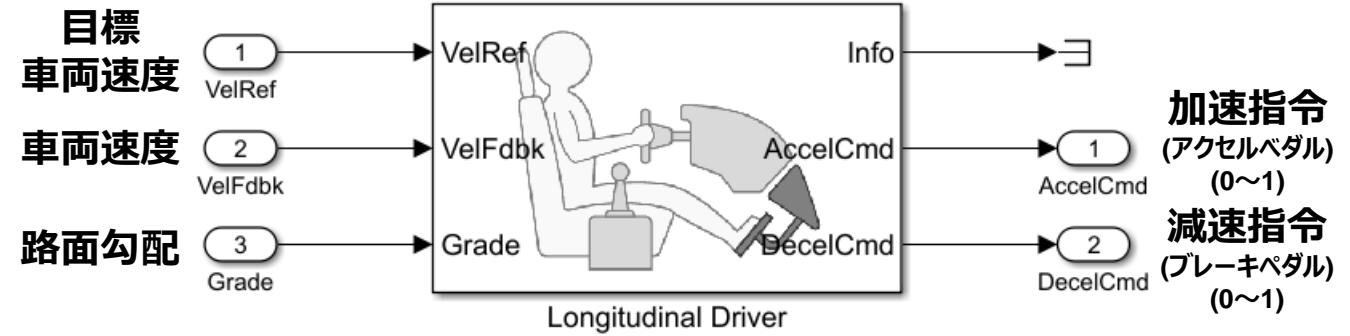 目標
車両速度
1
VelRef
車両速度
2
VelFdbk
路面勾配
3
Grade
VelRef
VelFdbk
Grade
Info
AccelCmd
DecelCmd
Longitudinal Driver
1
AccelCmd
加速指令
(アクセルペダル)
(0～1)
2
DecelCmd
減速指令
(ブレーキペダル)
(0～1)